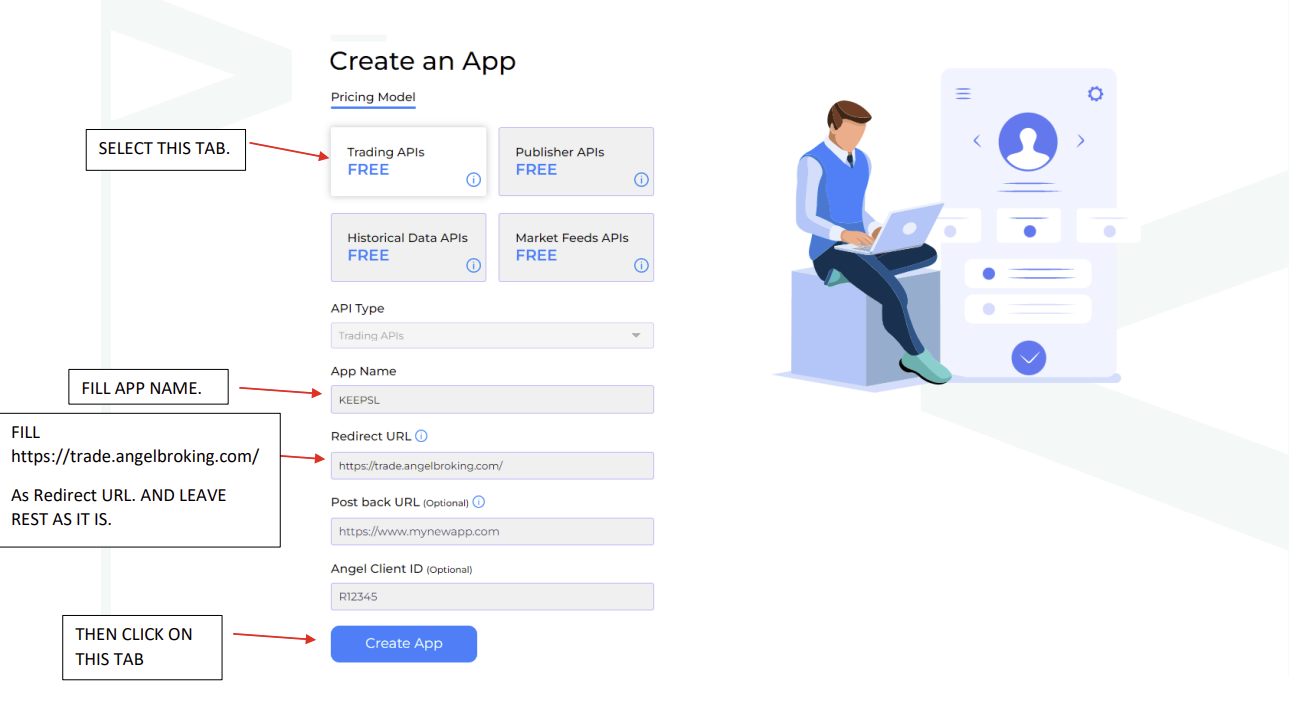 Create an App
Pricing Model
SELECT THIS TAB.
Trading APIs
FREE
Publisher APIs
FREE
Historical Data APIs
FREE
Market Feeds APIs
FREE
API Type
Trading APIs
App Name
FILL APP NAME.
KEEPSL
FILL
https://trade.angelbroking.com/
As Redirect URL. AND LEAVE
REST AS IT IS.
Redirect URL
https://trade.angelbroking.com/
Post back URL (Optional)
https://www.mynewapp.com
Angel Client ID (Optional)
R12345
THEN CLICK ON
THIS TAB
Create App